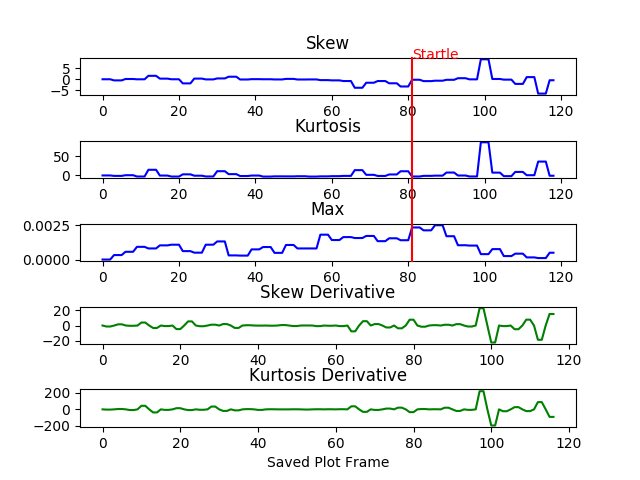 Skew
Startle
5
0
−5
0 20 40 60 80 100 120
Kurtosis
50
0
0 20 40 60 80 100 120
Max
0.0025
0.0000
0 20 40 60 80 100 120
Skew Derivative
20
0
−20
0 20 40 60 80 100 120
Kurtosis Derivative
200
0
−200
0 20 40 60 80 100 120
Saved Plot Frame